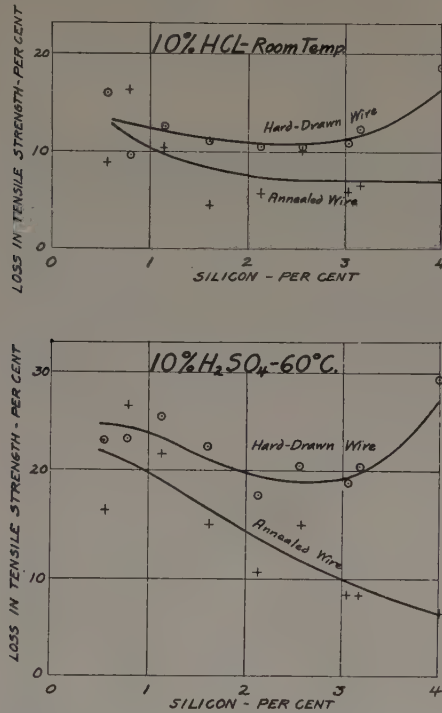 10% HCL-Room Temp
20
10
0
LOSS IN TENSILE STRENGTH-PER CENT
Hard-Drawn Wire
Annealed Wire
0 1 2 3 4
SILICON - PER CENT
10% H₂SO₄-60°C.
30
20
10
0
LOSS IN TENSILE STRENGTH - PER CENT
Hard-Drawn Wire
Annealed Wire
0 1 2 3 4
SILICON - PER CENT